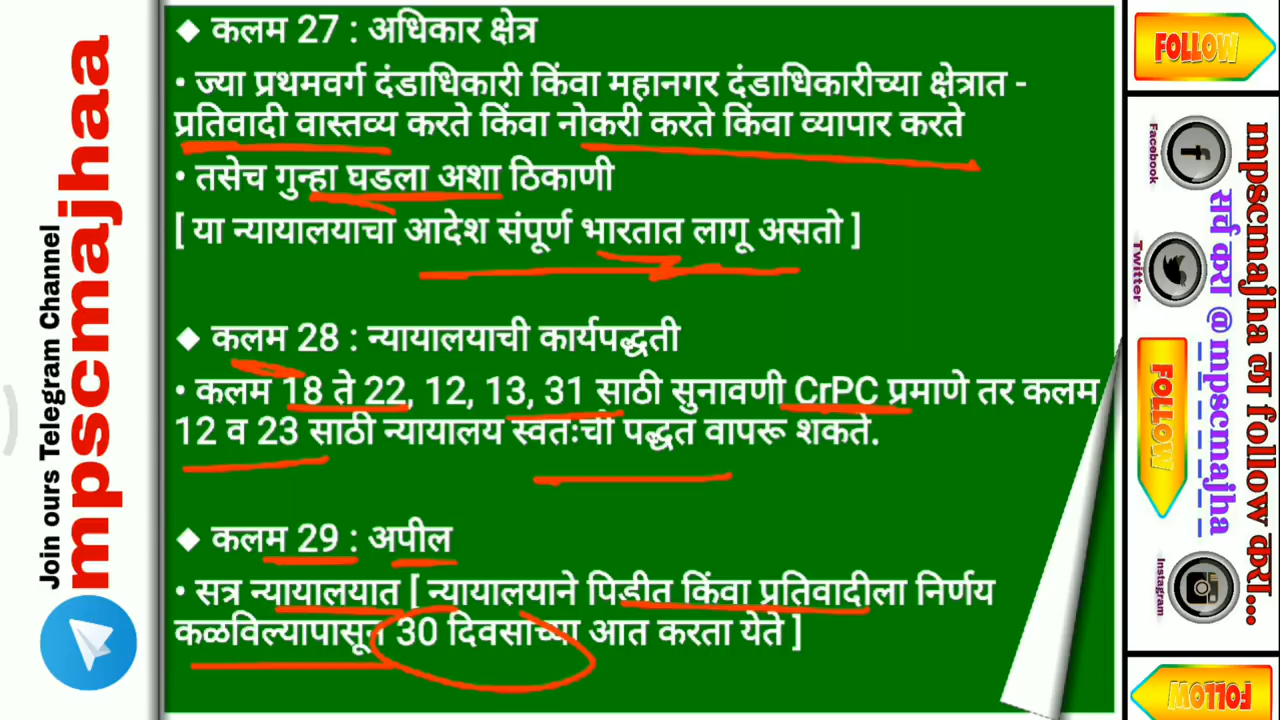 ◆ कलम 27 : अधिकार क्षेत्र
• ज्या प्रथमवर्ग दंडाधिकारी किंवा महानगर दंडाधिकारीच्या क्षेत्रात -
प्रतिवादी वास्तव्य करते किंवा नोकरी करते किंवा व्यापार करते
• तसेच गुन्हा घडला अशा ठिकाणी
[ या न्यायालयाचा आदेश संपूर्ण भारतात लागू असतो ]
◆ कलम 28 : न्यायालयाची कार्यपद्धती
• कलम 18 ते 22, 12, 13, 31 साठी सुनावणी CrPC प्रमाणे तर कलम
12 व 23 साठी न्यायालय स्वतःची पद्धत वापरू शकते.
◆ कलम 29 : अपील
• सत्र न्यायालयात [ न्यायालयाने पिडीत किंवा प्रतिवादीला निर्णय
कळविल्यापासून 30 दिवसाच्या आत करता येते ]
Join ours Telegram Channel
mpscmajhaa
FOLLOW
Facebook
Twitter
FOLLOW
Instagram
FOLLOW
सर्च करा @ mpscmajha
mpscmajha ला follow करा...